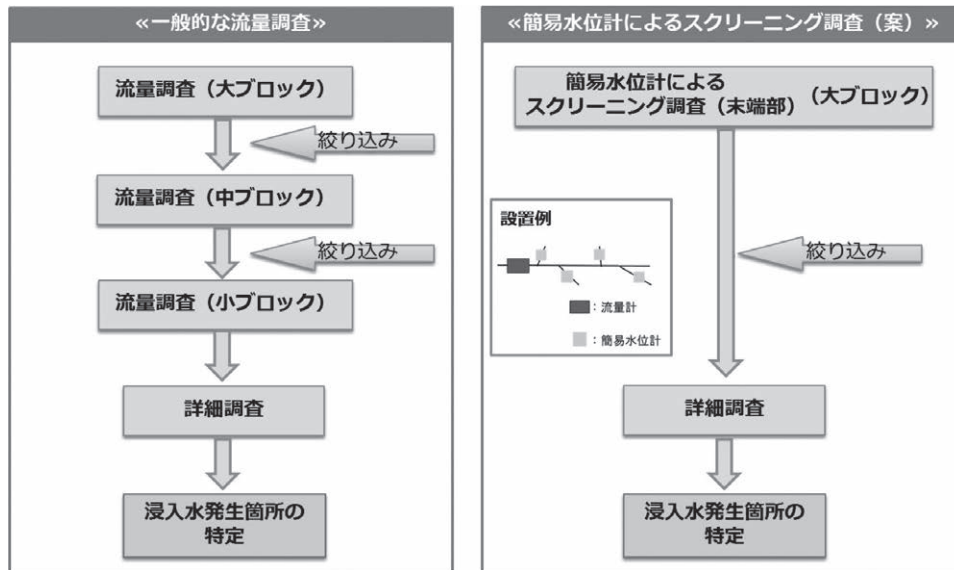 ≪一般的な流量調査≫
流量調査（大ブロック）
絞り込み
流量調査（中ブロック）
絞り込み
流量調査（小ブロック）
詳細調査
浸入水発生箇所の
特定
≪簡易水位計によるスクリーニング調査（案）≫
簡易水位計による
スクリーニング調査（末端部）（大ブロック）
設置例
：流量計
：簡易水位計
絞り込み
詳細調査
浸入水発生箇所の
特定